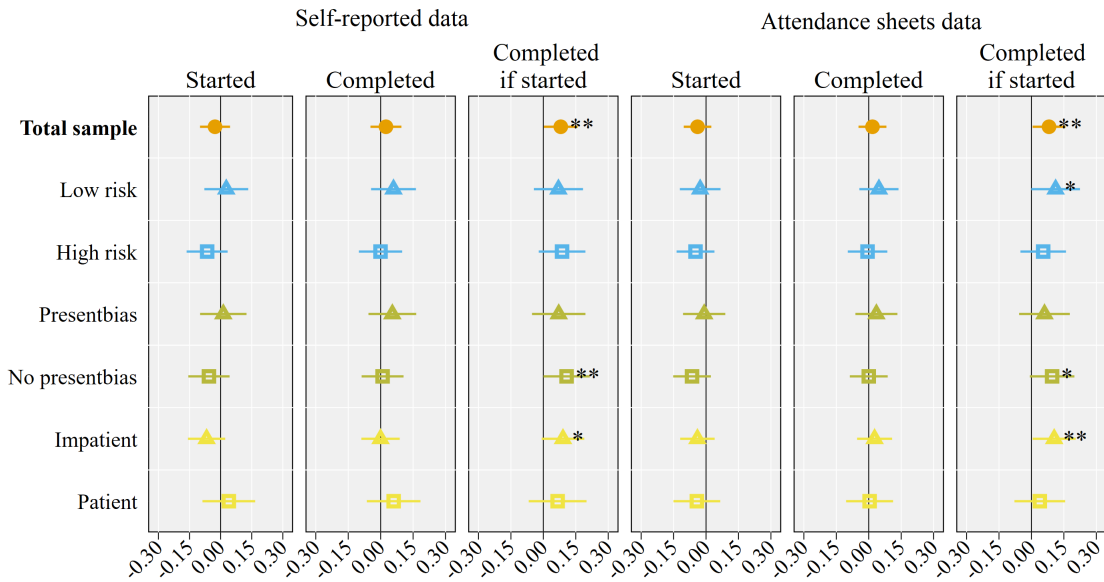 Self-reported data
Attendance sheets data
Started
Completed
Completed
if started
Started
Completed
Completed
if started
Total sample
**
**
Low risk
*
High risk
Presentbias
No presentbias
**
*
Impatient
*
**
Patient
-0.30 -0.15 0.00 0.15 0.30
-0.30 -0.15 0.00 0.15 0.30
-0.30 -0.15 0.00 0.15 0.30
-0.30 -0.15 0.00 0.15 0.30
-0.30 -0.15 0.00 0.15 0.30
-0.30 -0.15 0.00 0.15 0.30